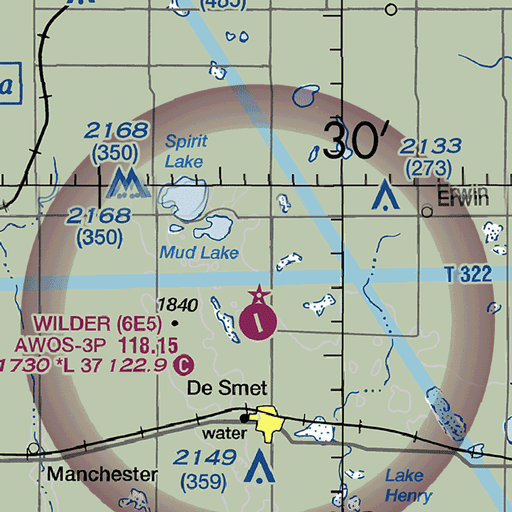 (485)
a
30'
2168
(350)
Spirit
Lake
2133
(273)
Erwin
2168
(350)
Mud Lake
T 322
1840
WILDER (6E5)
AWOS-3P 118.15
1730 *L 37 122.9 C
De Smet
water
Manchester
2149
(359)
Lake
Henry